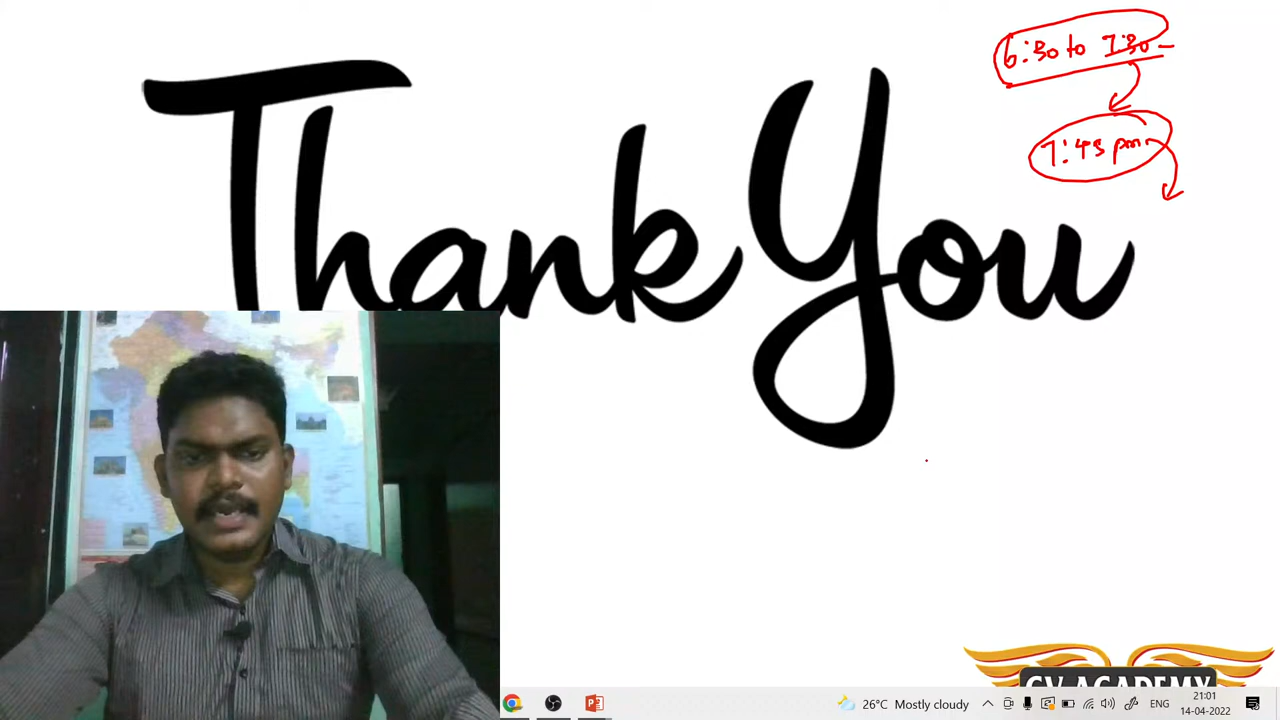 6:30 to 7:30
7:45 pm
Thank You
CV ACADEMY
26°C Mostly cloudy
ENG
21:01
14-04-2022